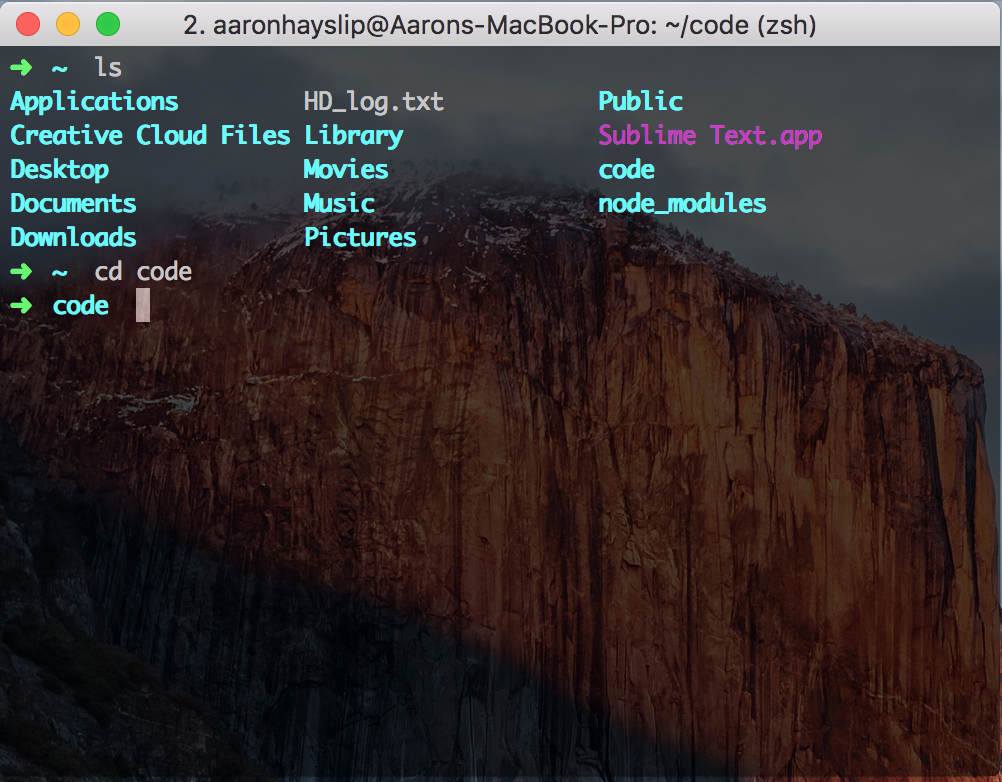 2. aaronhayslip@Aarons-MacBook-Pro: ~/code (zsh)
➜ ~ ls
Applications HD_log.txt Public
Creative Cloud Files Library Sublime Text.app
Desktop Movies code
Documents Music node_modules
Downloads Pictures
➜ ~ cd code
➜ code